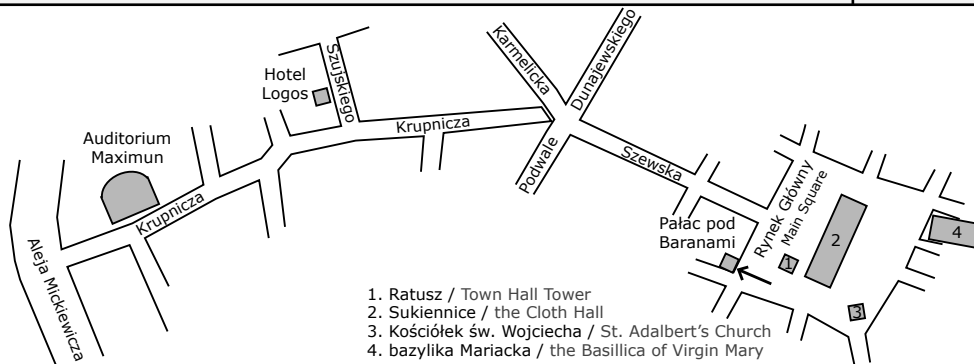 Karmelicka
Dunajewskiego
Szujskiego
Hotel
Logos
Auditorium
Maximun
Krupnicza
Podwale
Szewska
Krupnicza
Rynek Główny
Main Square
Pałac pod
Baranami
Aleja Mickiewicza
1
2
3
4
1. Ratusz / Town Hall Tower
2. Sukiennice / the Cloth Hall
3. Kościółek św. Wojciecha / St. Adalbert's Church
4. bazylika Mariacka / the Basillica of Virgin Mary